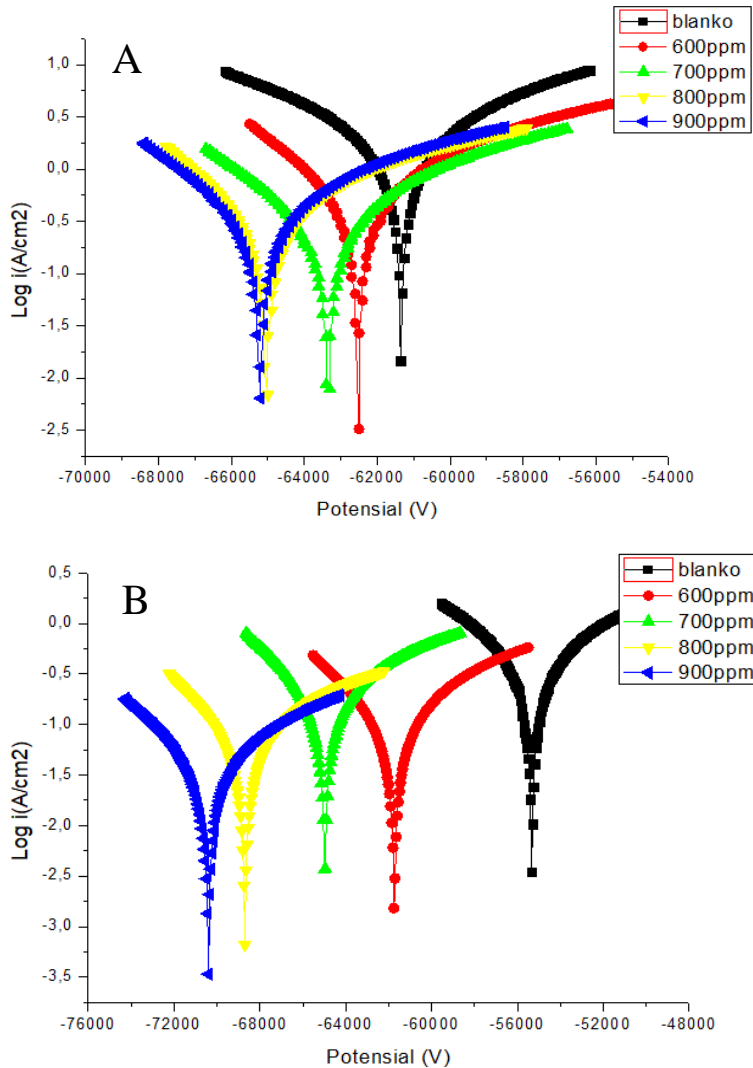 A
blanko
600ppm
700ppm
800ppm
900ppm
1,0
0,5
0,0
-0,5
-1,0
-1,5
-2,0
-2,5
Log i(A/cm2)
-70000 -68000 -66000 -64000 -62000 -60000 -58000 -56000 -54000
Potensial (V)
B
blanko
600ppm
700ppm
800ppm
900ppm
0,5
0,0
-0,5
-1,0
-1,5
-2,0
-2,5
-3,0
-3,5
Log i(A/cm2)
-76000 -72000 -68000 -64000 -60000 -56000 -52000 -48000
Potensial (V)